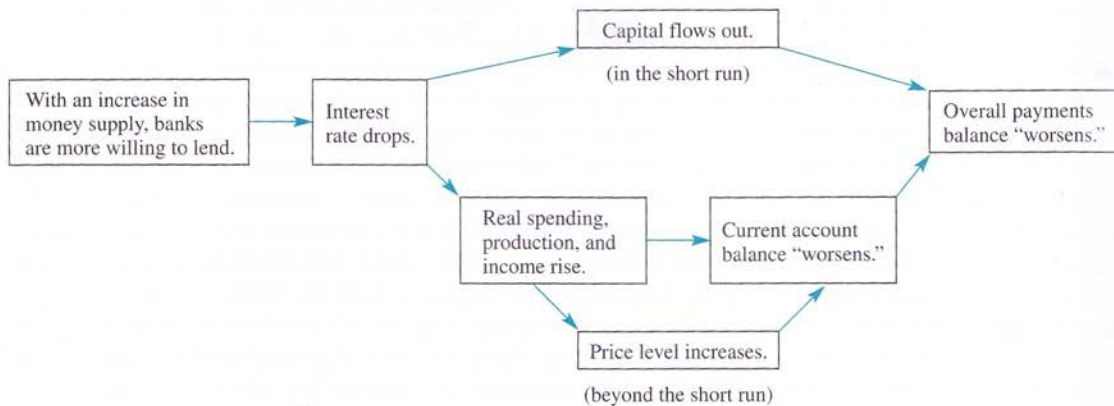 Capital flows out.
(in the short run)
With an increase in
money supply, banks
are more willing to lend.
Interest
rate drops.
Overall payments
balance “worsens.”
Real spending,
production, and
income rise.
Current account
balance “worsens.”
Price level increases.
(beyond the short run)